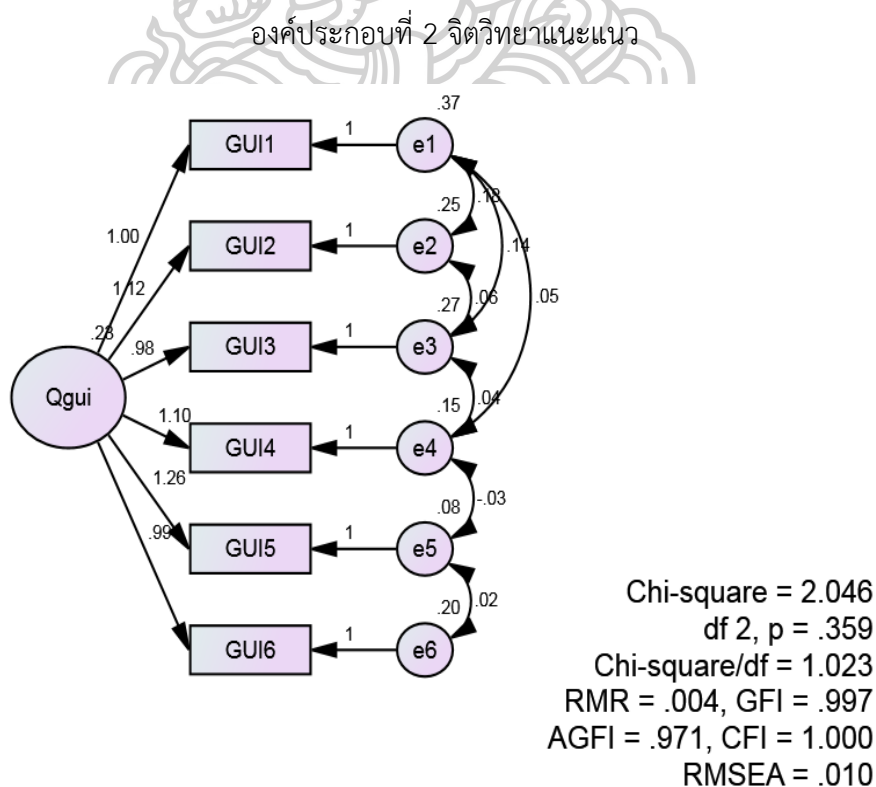 องค์ประกอบที่ 2 จิตวิทยาแนะแนว
.37
GUI1
1
e1
.18
.25
1.00
GUI2
1
e2
.14
1.12
.06
.05
.27
.23
.98
GUI3
1
e3
Qgui
.04
.15
1.10
GUI4
1
e4
1.26
-.03
.08
.99
GUI5
1
e5
.02
.20
GUI6
1
e6
Chi-square = 2.046
df 2, p = .359
Chi-square/df = 1.023
RMR = .004, GFI = .997
AGFI = .971, CFI = 1.000
RMSEA = .010